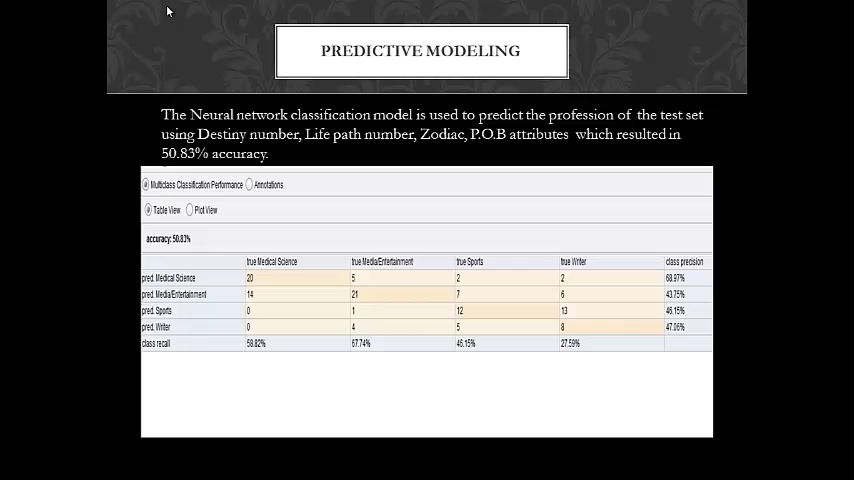 PREDICTIVE MODELING
The Neural network classification model is used to predict the profession of the test set
using Destiny number, Life path number, Zodiac, P.O.B attributes which resulted in
50.83% accuracy.
Multiclass Classification Performance Annotations
Table View Plot View
accuracy: 50.83%
true Medical Science true Media/Entertainment true Sports true Writer class precision
pred. Medical Science 20 5 2 2 68.97%
pred. Media/Entertainment 14 21 7 6 43.75%
pred. Sports 0 1 12 13 46.15%
pred. Writer 0 4 5 8 47.06%
class recall 58.82% 67.74% 46.15% 27.59%